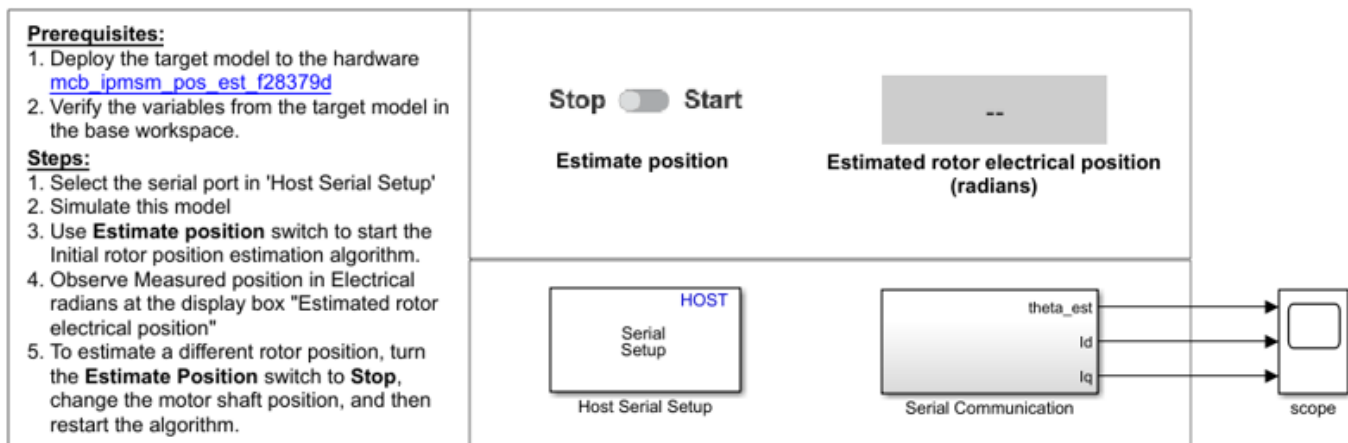 Prerequisites:
1. Deploy the target model to the hardware
mcb_ipmsm_pos_est_f28379d
2. Verify the variables from the target model in
the base workspace.
Steps:
1. Select the serial port in 'Host Serial Setup'
2. Simulate this model
3. Use Estimate position switch to start the
Initial rotor position estimation algorithm.
4. Observe Measured position in Electrical
radians at the display box "Estimated rotor
electrical position"
5. To estimate a different rotor position, turn
the Estimate Position switch to Stop,
change the motor shaft position, and then
restart the algorithm.
Stop Start
Estimate position
--
Estimated rotor electrical position
(radians)
HOST
Serial
Setup
Host Serial Setup
theta_est
Id
Iq
Serial Communication
scope